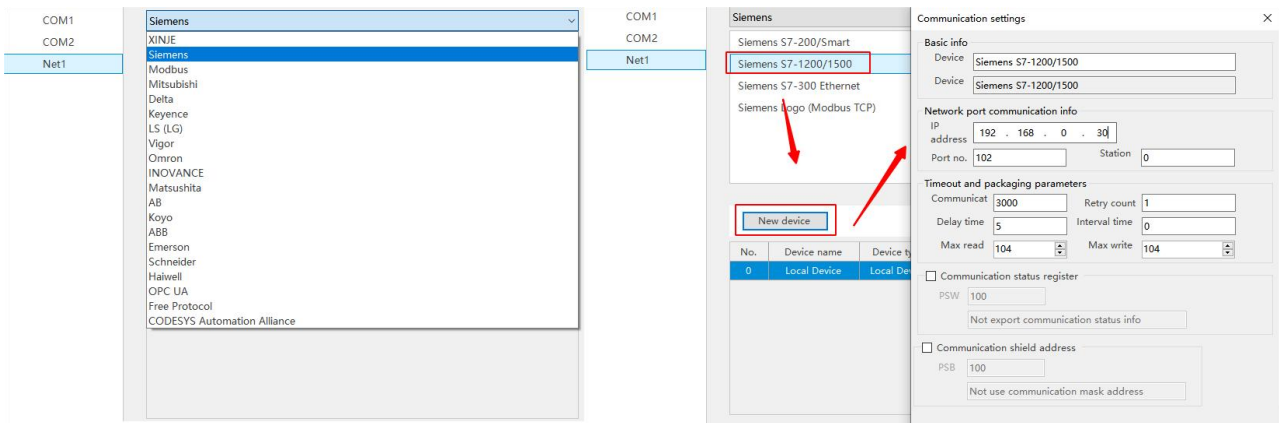 COM1
COM2
Net1
Siemens
XINJE
Siemens
Modbus
Mitsubishi
Delta
Keyence
LS (LG)
Vigor
Omron
INOVANCE
Matsushita
AB
Koyo
ABB
Emerson
Schneider
Haiwell
OPC UA
Free Protocol
CODESYS Automation Alliance
COM1
COM2
Net1
Siemens
Siemens S7-200/Smart
Siemens S7-1200/1500
Siemens S7-300 Ethernet
Siemens Logo (Modbus TCP)
New device
No. Device name Device ty
0 Local Device Local Dev
Communication settings
Basic info
Device Siemens S7-1200/1500
Device Siemens S7-1200/1500
Network port communication info
IP address 192 . 168 . 0 . 30
Port no. 102 Station 0
Timeout and packaging parameters
Communicat 3000 Retry count 1
Delay time 5 Interval time 0
Max read 104 Max write 104
Communication status register
PSW 100
Not export communication status info
Communication shield address
PSB 100
Not use communication mask address